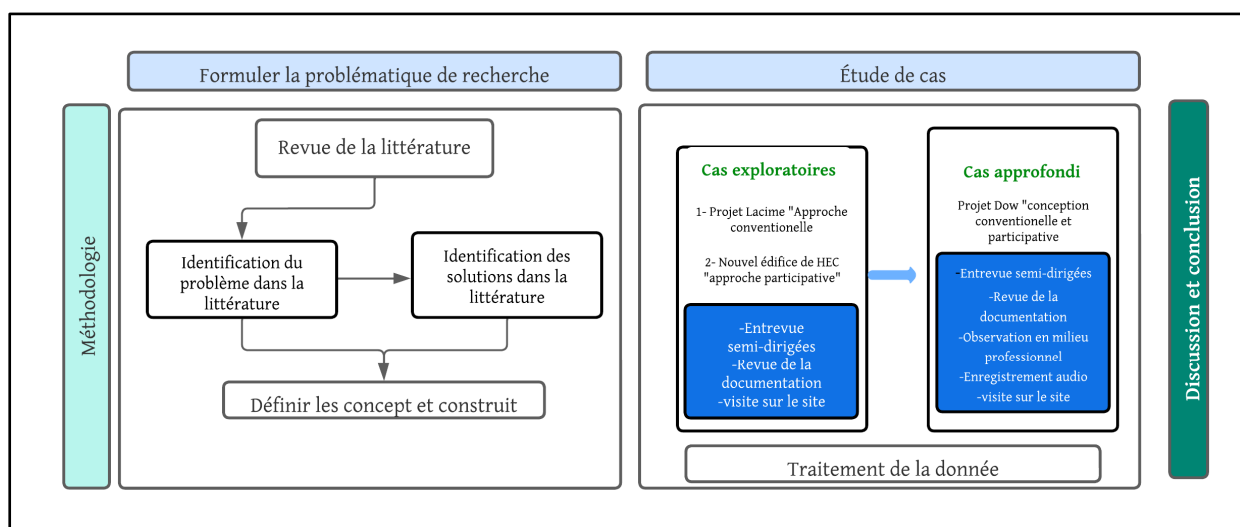 Formuler la problématique de recherche
Étude de cas
Méthodologie
Revue de la littérature
Identification du
problème dans la
littérature
Identification des
solutions dans la
littérature
Définir les concept et construit
Cas exploratoires
1- Projet Lacime "Approche
conventionelle
2- Nouvel édifice de HEC
"approche participative"
-Entrevue
semi-dirigées
-Revue de la
documentation
-visite sur le site
Cas approfondi
Projet Dow "conception
conventionelle et
participative
-Entrevue semi-dirigées
-Revue de la
documentation
-Observation en milieu
professionnel
-Enregistrement audio
-visite sur le site
Traitement de la donnée
Discussion et conclusion